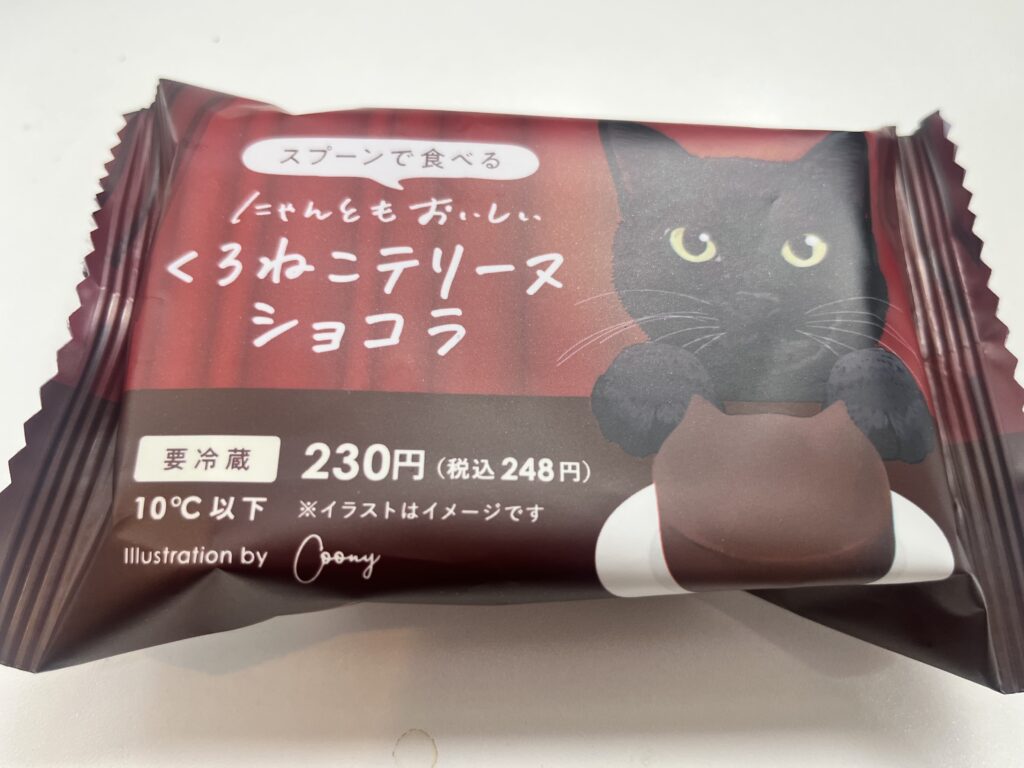 スプーンで食べる
にゃんともおいしい
くろねこテリーヌ
ショコラ
要冷蔵 230円(税込248円)
10℃以下 ※イラストはイメージです
Illustration by Coony